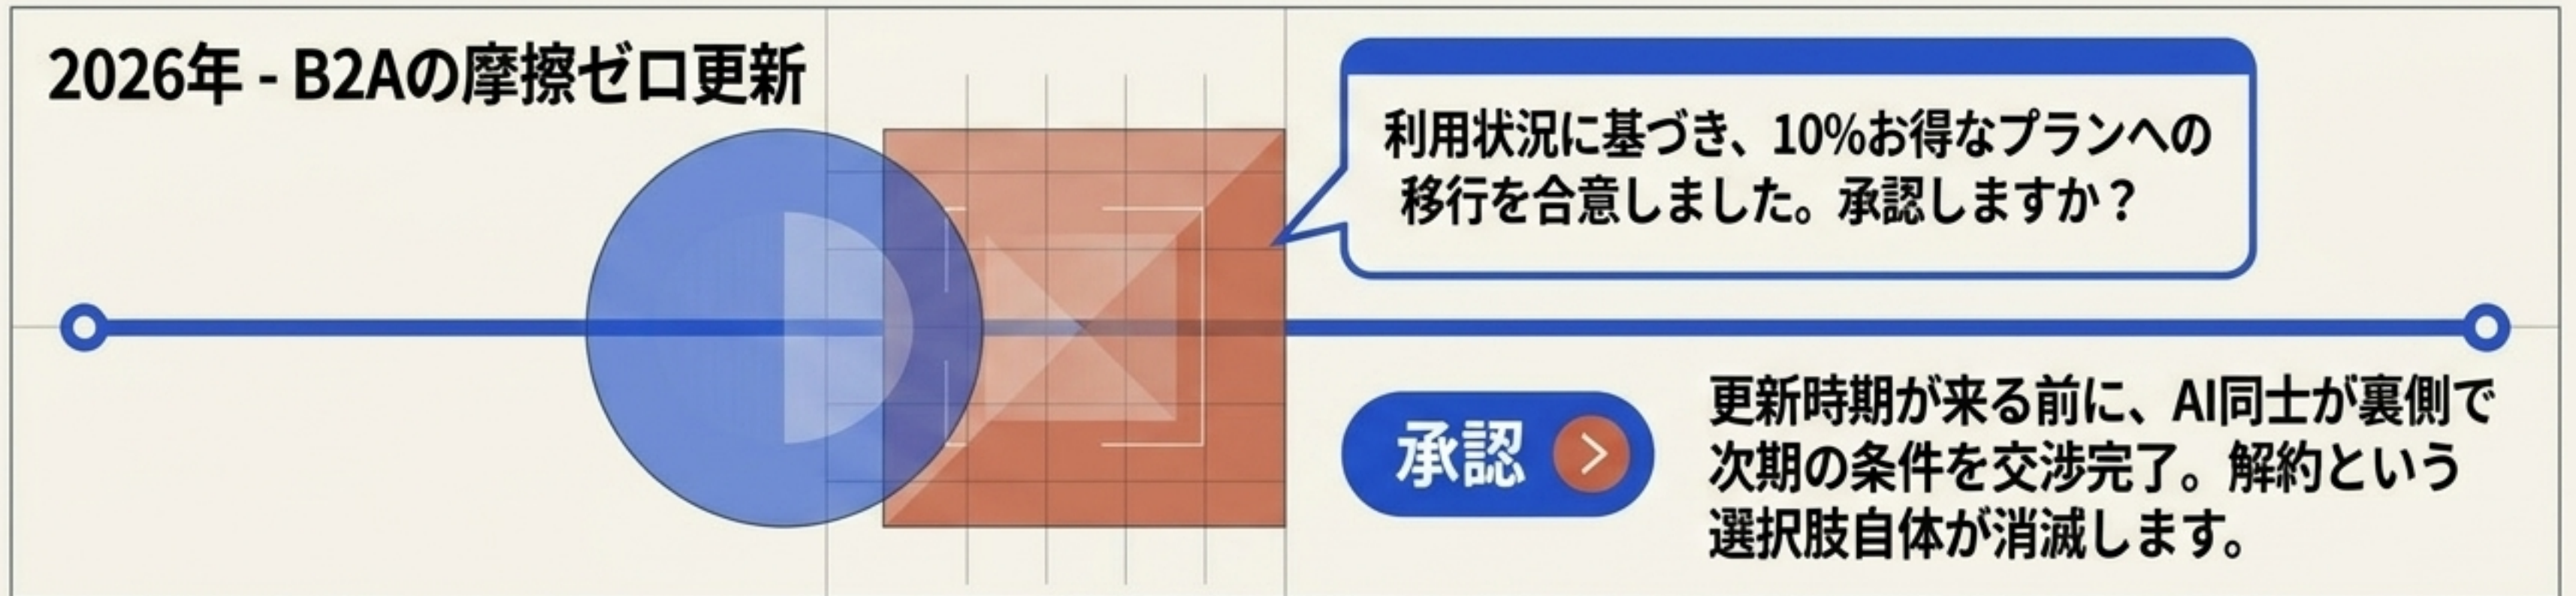 2026年 - B2Aの摩擦ゼロ更新
利用状況に基づき、10%お得なプランへの
移行を合意しました。承認しますか？
承認
更新時期が来る前に、AI同士が裏側で
次期の条件を交渉完了。解約という
選択肢自体が消滅します。